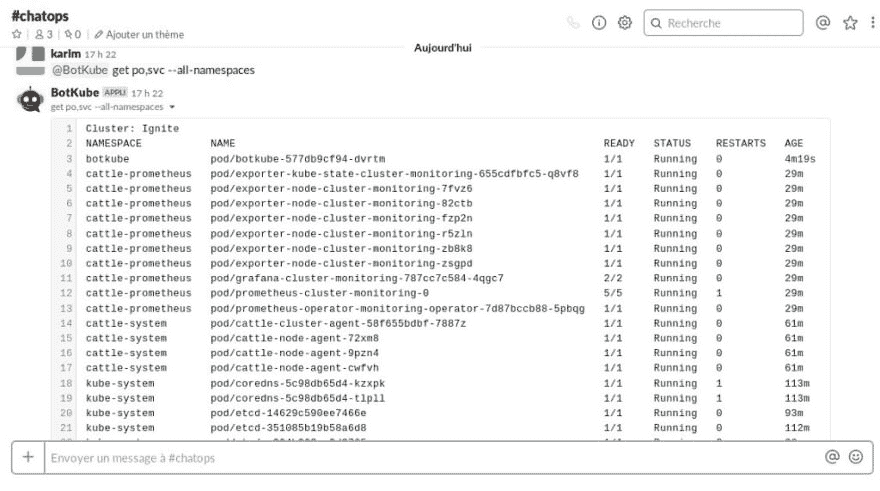 #chatops
3 | 0 | Ajouter un thème
Recherche
Aujourd'hui
karim 17 h 22
@BotKube get po,svc --all-namespaces
BotKube APPLI 17 h 22
get po,svc --all-namespaces
1 Cluster: Ignite
2 NAMESPACE NAME READY STATUS RESTARTS AGE
3 botkube pod/botkube-577db9cf94-dvrtm 1/1 Running 0 4m19s
4 cattle-prometheus pod/exporter-kube-state-cluster-monitoring-655cdfbfc5-q8vf8 1/1 Running 0 29m
5 cattle-prometheus pod/exporter-node-cluster-monitoring-7fvz6 1/1 Running 0 29m
6 cattle-prometheus pod/exporter-node-cluster-monitoring-82ctb 1/1 Running 0 29m
7 cattle-prometheus pod/exporter-node-cluster-monitoring-fzp2n 1/1 Running 0 29m
8 cattle-prometheus pod/exporter-node-cluster-monitoring-r5zln 1/1 Running 0 29m
9 cattle-prometheus pod/exporter-node-cluster-monitoring-zb8k8 1/1 Running 0 29m
10 cattle-prometheus pod/exporter-node-cluster-monitoring-zsgpd 1/1 Running 0 29m
11 cattle-prometheus pod/grafana-cluster-monitoring-787cc7c584-4qgc7 2/2 Running 0 29m
12 cattle-prometheus pod/prometheus-cluster-monitoring-0 5/5 Running 1 29m
13 cattle-prometheus pod/prometheus-operator-monitoring-operator-7d87bccb88-5pbqg 1/1 Running 0 29m
14 cattle-system pod/cattle-cluster-agent-58f655bdbf-7887z 1/1 Running 0 61m
15 cattle-system pod/cattle-node-agent-72xm8 1/1 Running 0 61m
16 cattle-system pod/cattle-node-agent-9pzn4 1/1 Running 0 61m
17 cattle-system pod/cattle-node-agent-cwfvh 1/1 Running 0 61m
18 kube-system pod/coredns-5c98db65d4-kzxpk 1/1 Running 1 113m
19 kube-system pod/coredns-5c98db65d4-tlpll 1/1 Running 1 113m
20 kube-system pod/etcd-14629c590ee7466e 1/1 Running 0 93m
21 kube-system pod/etcd-351085b19b58a6d8 1/1 Running 0 112m
Envoyer un message à #chatops